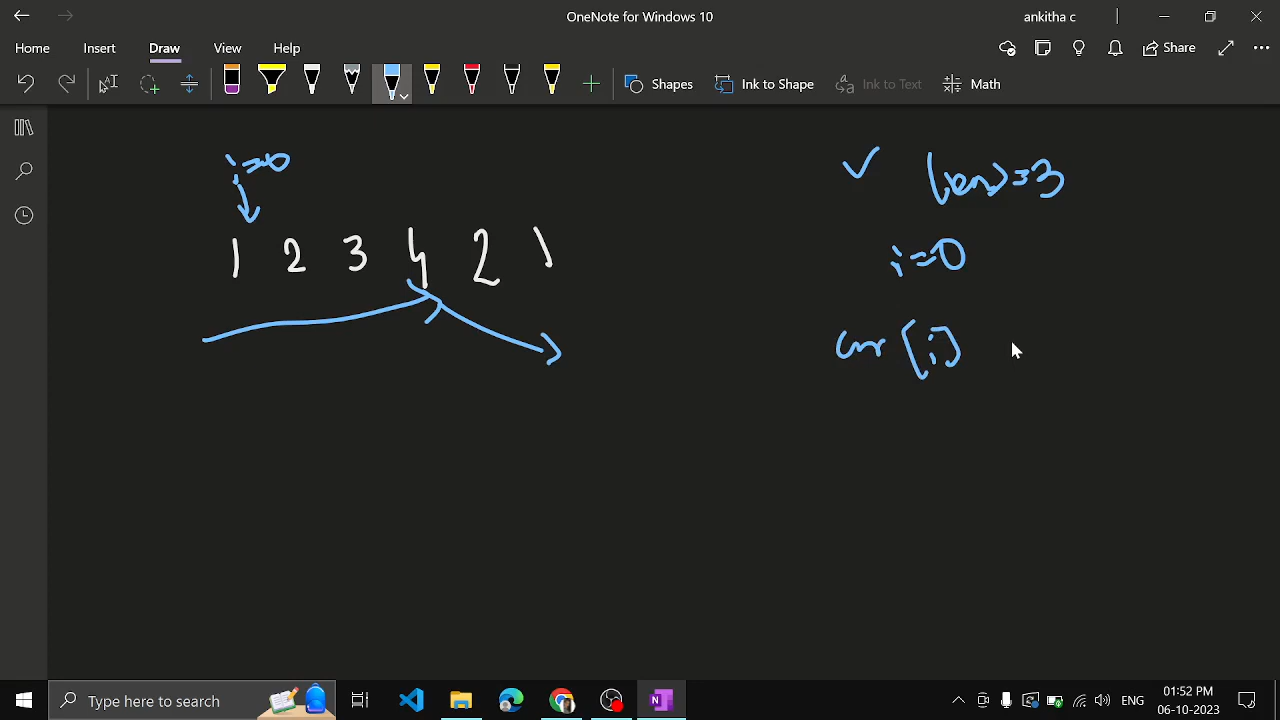 OneNote for Windows 10
ankitha c
Home Insert Draw View Help
Share
Shapes Ink to Shape Ink to Text Math
i=0
1 2 3 4 2 1
=3
i=0
arr [i]
Type here to search
ENG
01:52 PM
06-10-2023